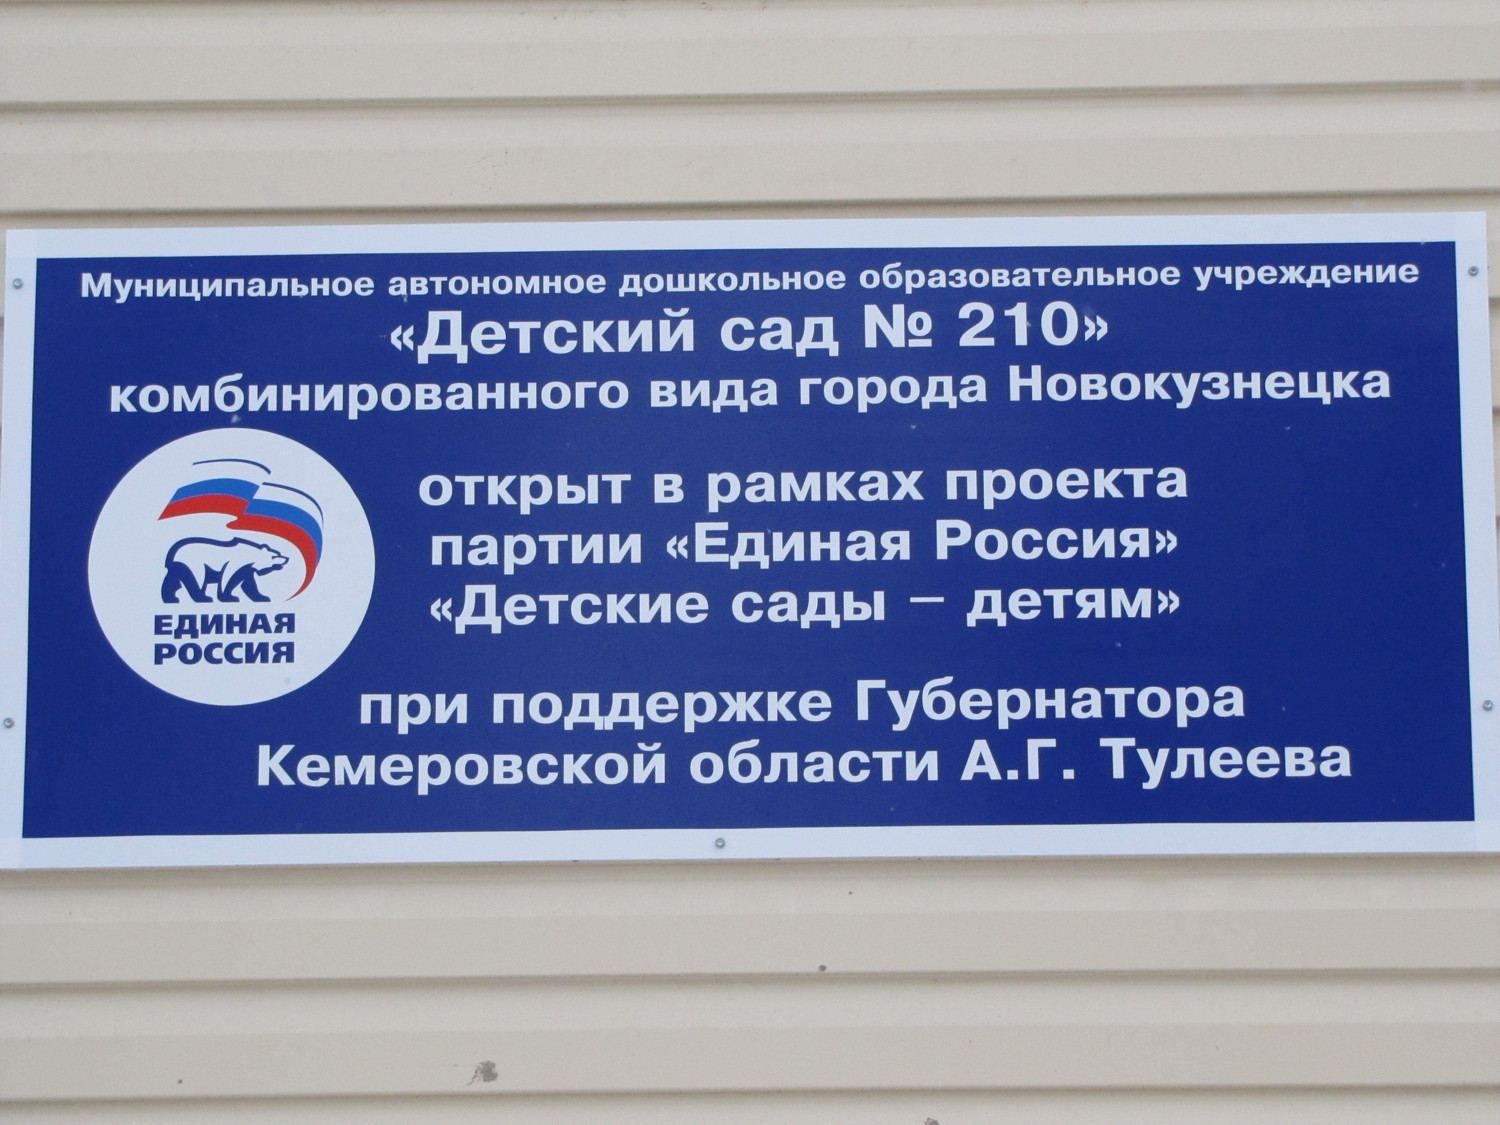 Муниципальное автономное дошкольное образовательное учреждение
«Детский сад № 210»
комбинированного вида города Новокузнецка
открыт в рамках проекта
партии «Единая Россия»
«Детские сады – детям»
ЕДИНАЯ
РОССИЯ
при поддержке Губернатора
Кемеровской области А.Г. Тулеева